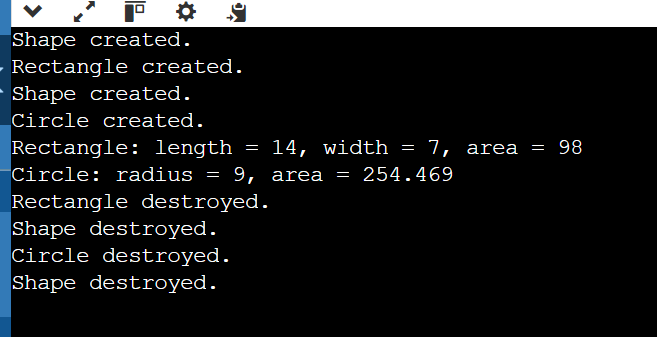 Shape created.
Rectangle created.
Shape created.
Circle created.
Rectangle: length = 14, width = 7, area = 98
Circle: radius = 9, area = 254.469
Rectangle destroyed.
Shape destroyed.
Circle destroyed.
Shape destroyed.